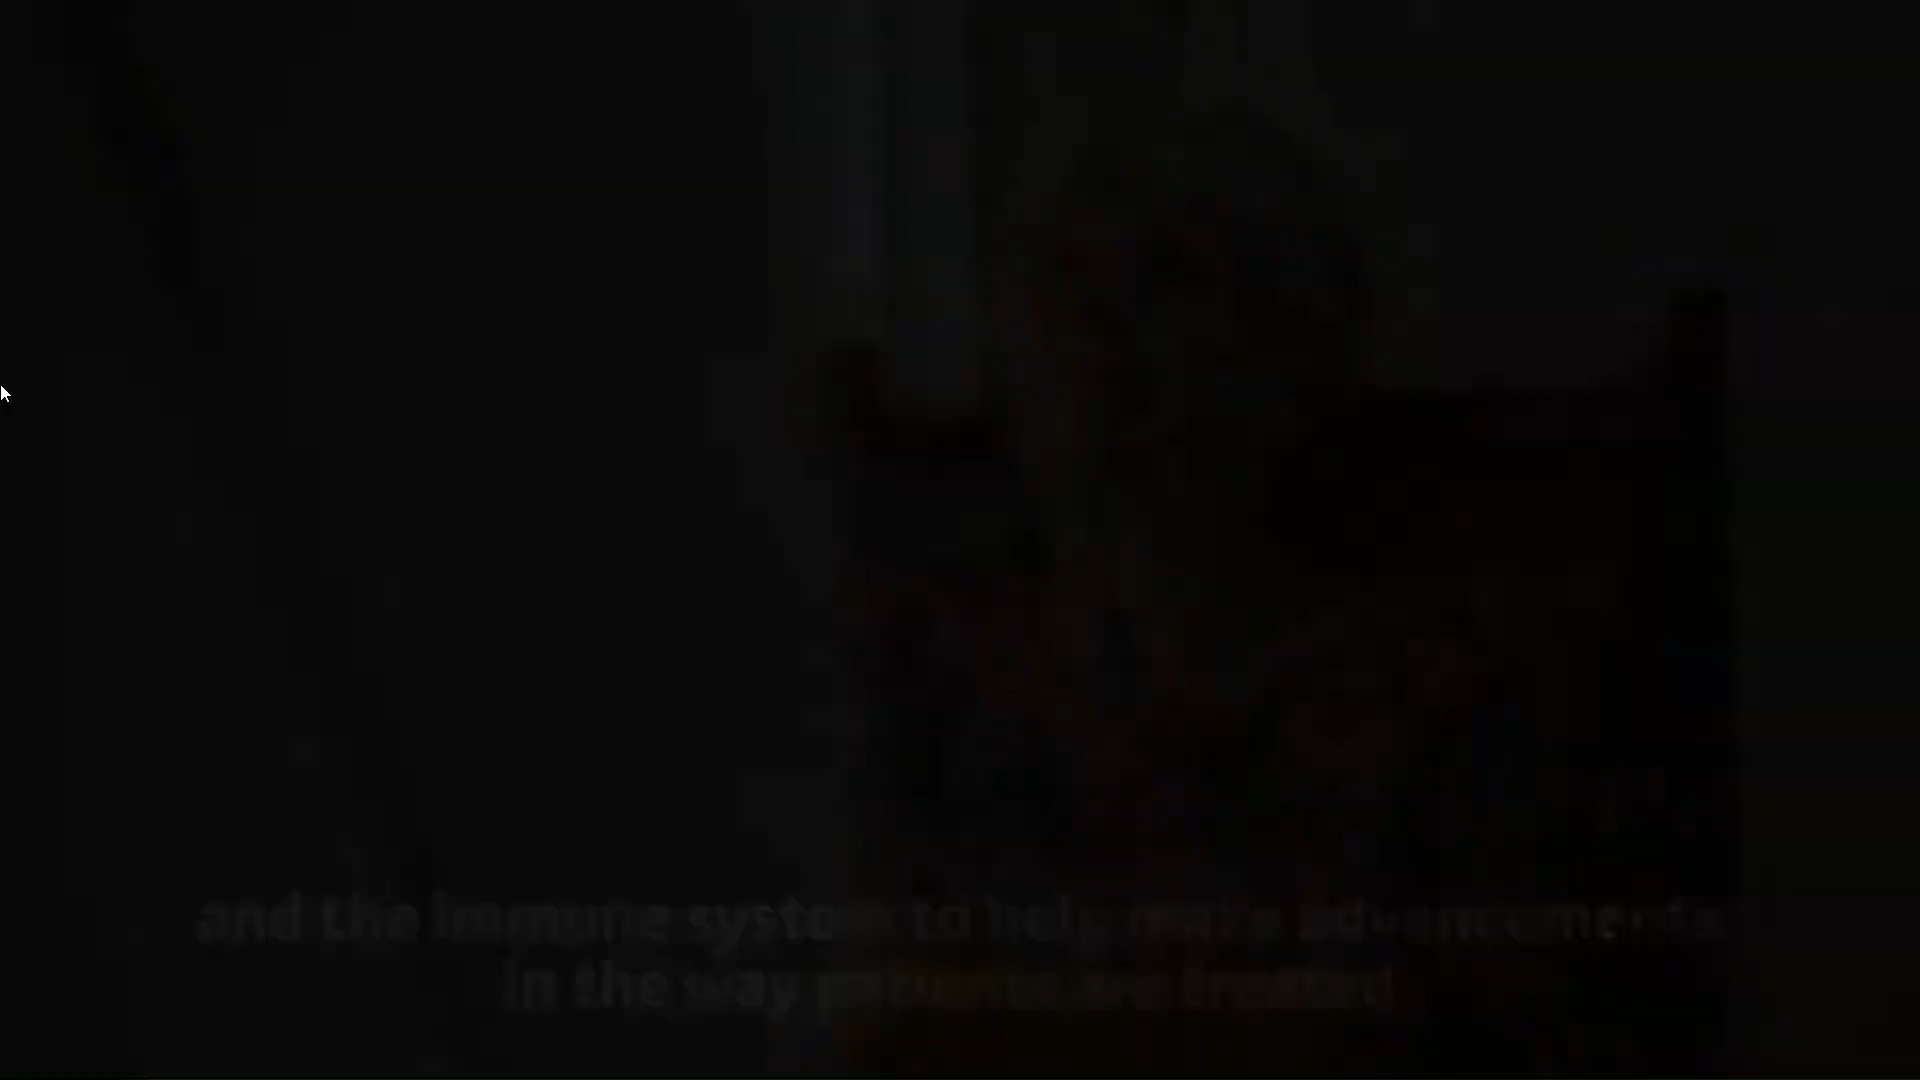 and the immune system to help make advancements
in the way patients are treated